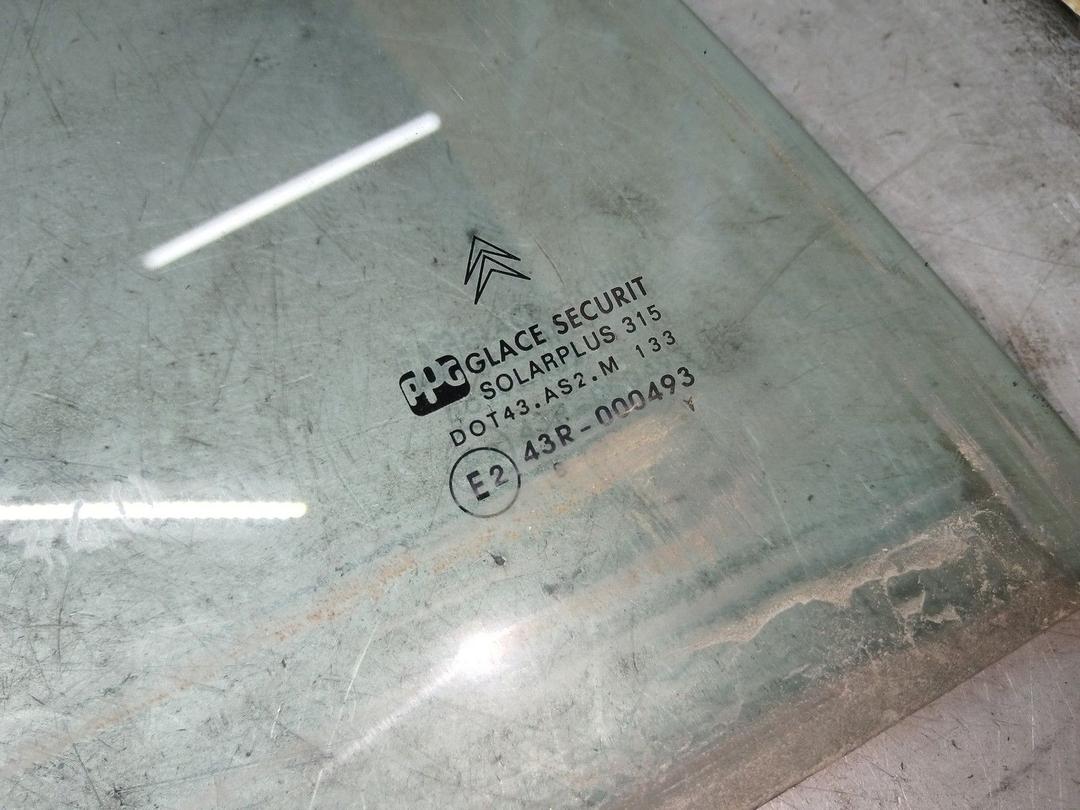 PPG GLACE SECURIT
SOLARPLUS 315
DOT43.AS2.M 133
E2 43R-000493